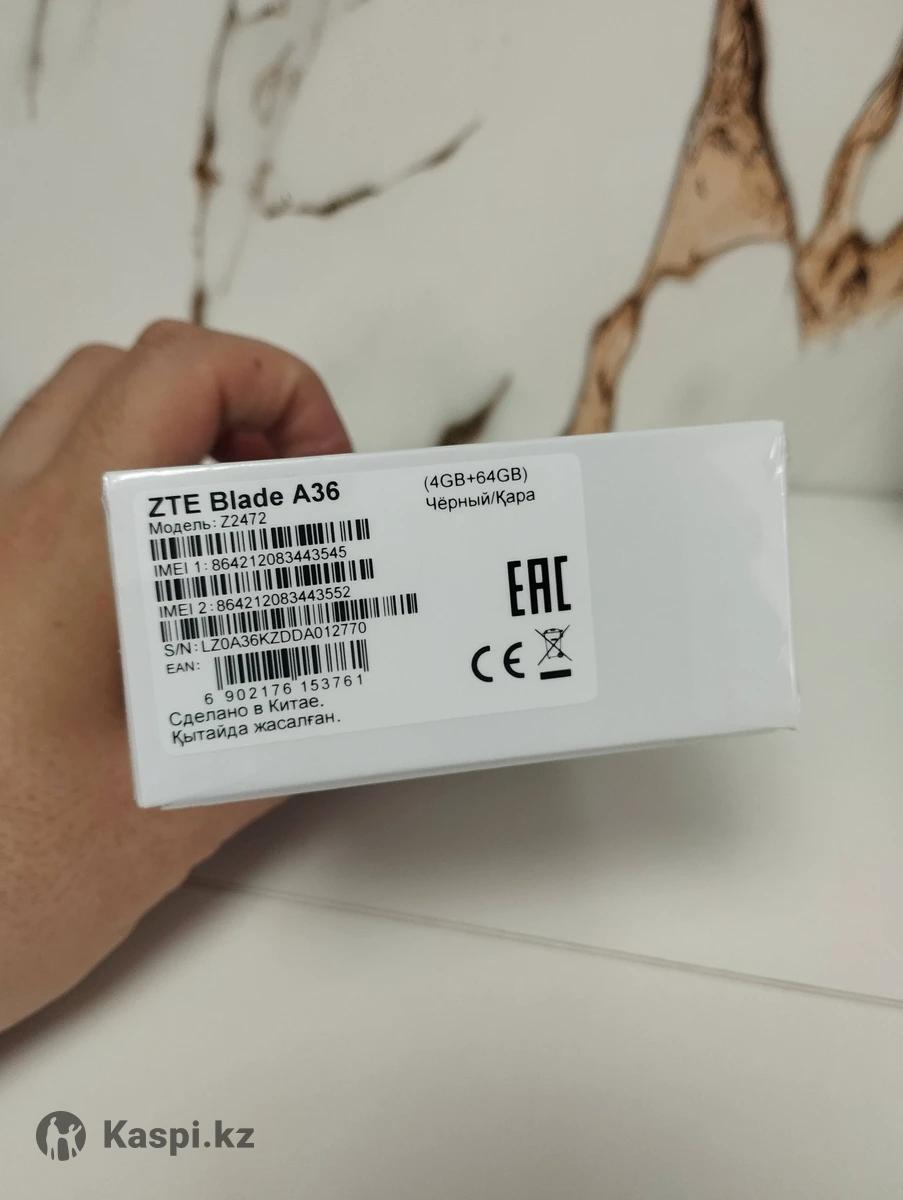 ZTE Blade A36
(4GB+64GB)
Модель: Z2472
Чёрный/Қара
IMEI 1: 864212083443545
IMEI 2: 864212083443552
S/N: LZ0A36KZDDA012770
EAN:
6 902176 153761
Сделано в Китае.
Қытайда жасалған.
EAC
CE
Kaspi.kz